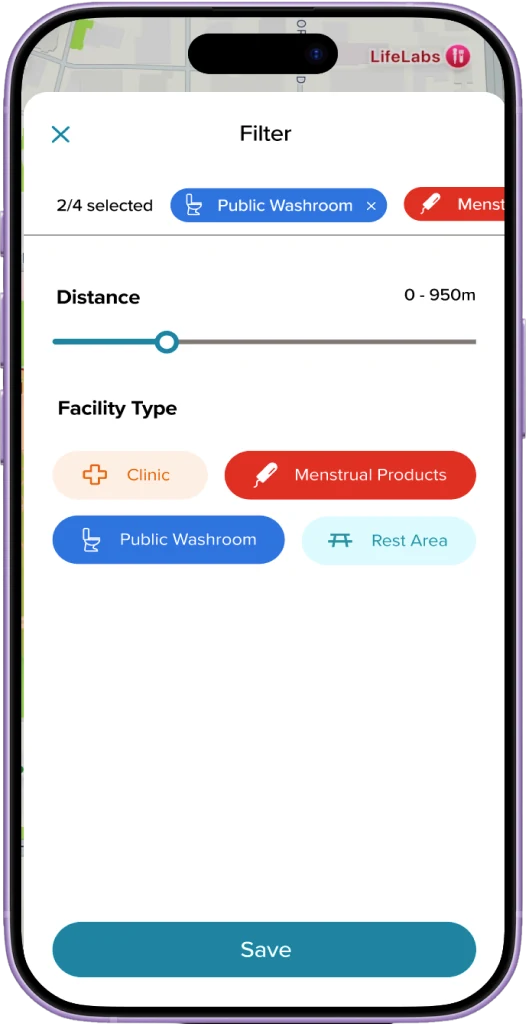 LifeLabs
Filter
2/4 selected
Public Washroom ×
Menst
Distance
0 - 950m
Facility Type
Clinic
Menstrual Products
Public Washroom
Rest Area
Save